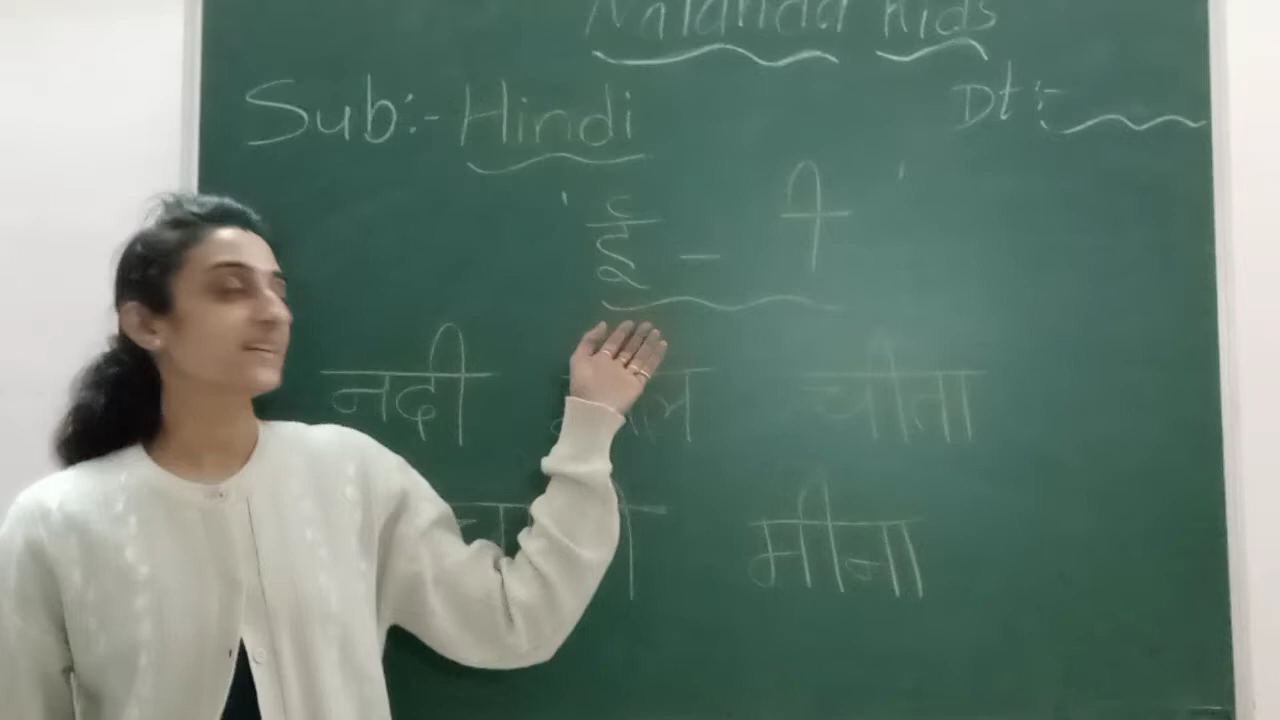 Nalanda Kids
Sub:- Hindi Dt:-
ई - ी
नदी चीता
मीना